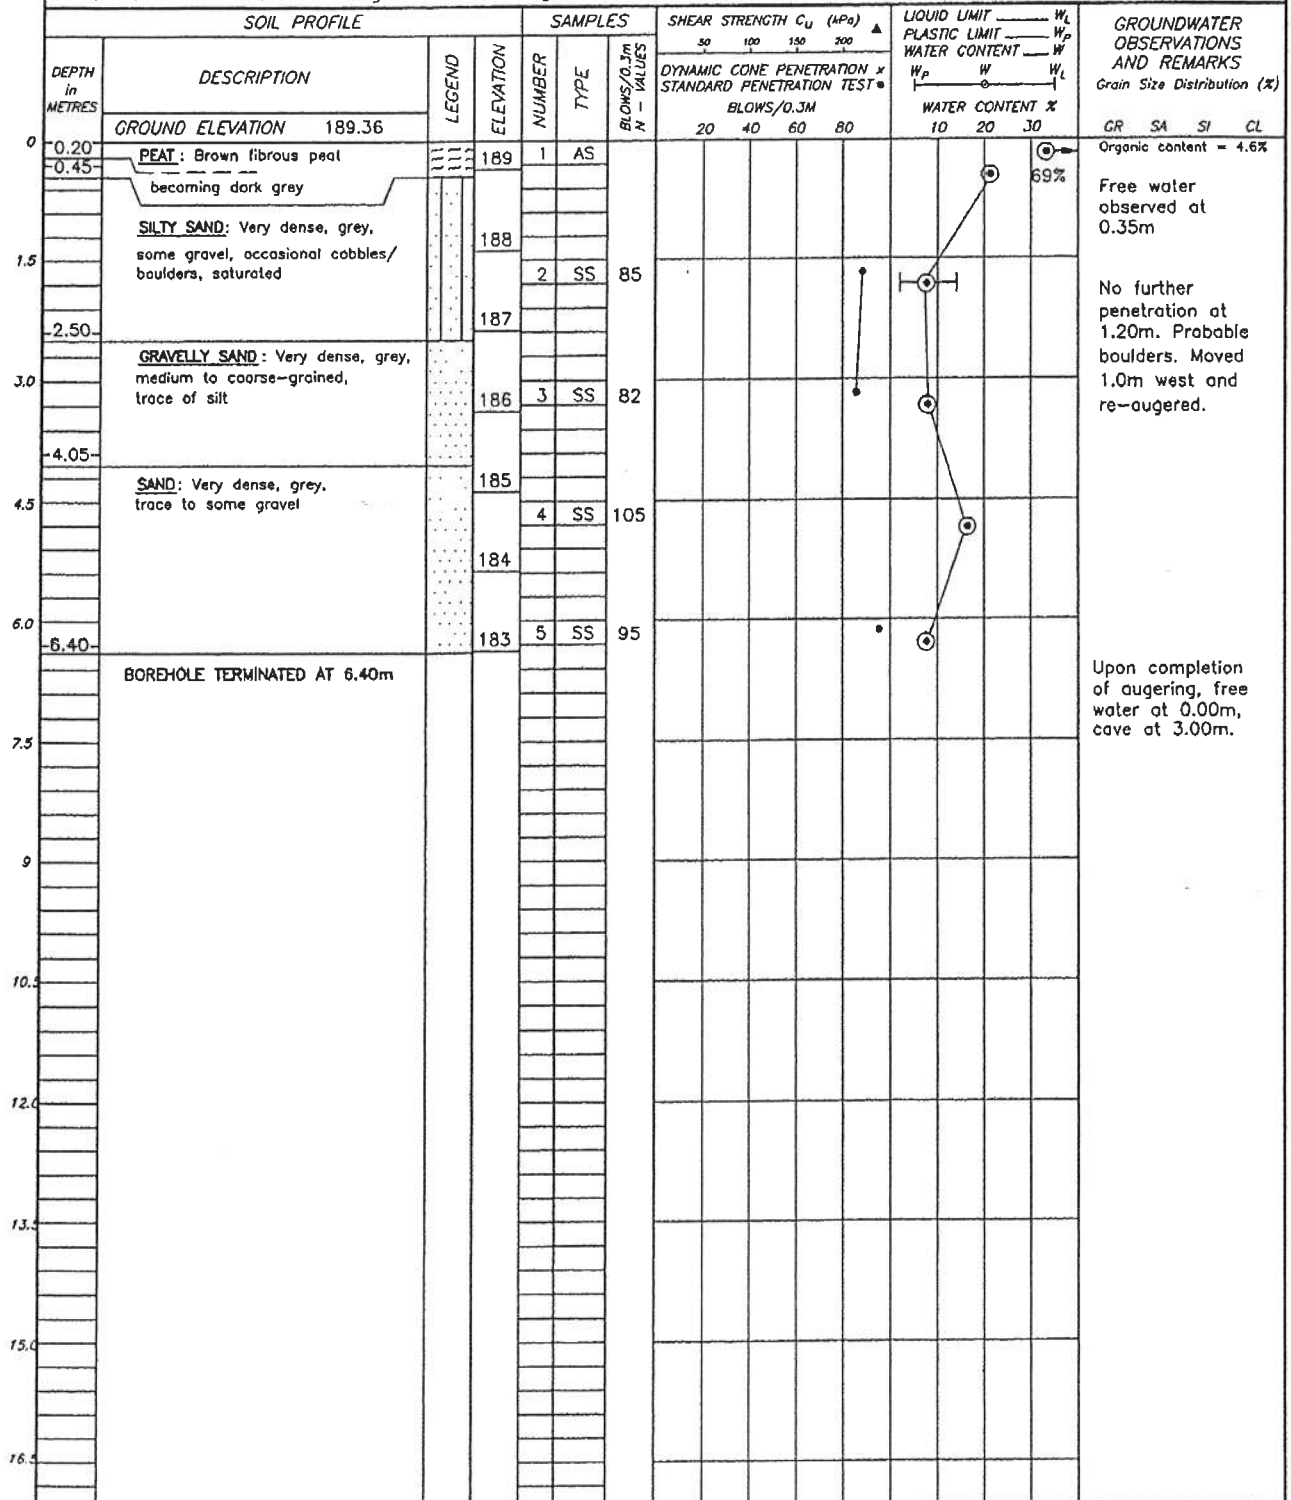 SOIL PROFILE
SAMPLES
SHEAR STRENGTH CU (kPa) ▲
50 100 150 200
DYNAMIC CONE PENETRATION x
STANDARD PENETRATION TEST ●
BLOWS/0.3M
20 40 60 80
LIQUID LIMIT WL
PLASTIC LIMIT WP
WATER CONTENT W
WP W WL
WATER CONTENT %
10 20 30
GROUNDWATER
OBSERVATIONS
AND REMARKS
Grain Size Distribution (%)
GR SA SI CL
DEPTH
in
METRES
DESCRIPTION
GROUND ELEVATION 189.36
LEGEND
ELEVATION
NUMBER
TYPE
BLOWS/0.3m
N - VALUES
0
0.20
0.45
PEAT: Brown fibrous peat
becoming dark grey
189
1 AS
69%
Organic content = 4.6%
Free water
observed at
0.35m
SILTY SAND: Very dense, grey,
some gravel, occasional cobbles/
boulders, saturated
188
1.5
2 SS 85
No further
penetration at
1.20m. Probable
boulders. Moved
1.0m west and
re-augered.
187
2.50
GRAVELLY SAND: Very dense, grey,
medium to coarse-grained,
trace of silt
3.0
186
3 SS 82
4.05
SAND: Very dense, grey,
trace to some gravel
185
4.5
4 SS 105
184
6.0
183
5 SS 95
6.40
BOREHOLE TERMINATED AT 6.40m
Upon completion
of augering, free
water at 0.00m,
cave at 3.00m.
7.5
9
10.5
12.0
13.5
15.0
16.5